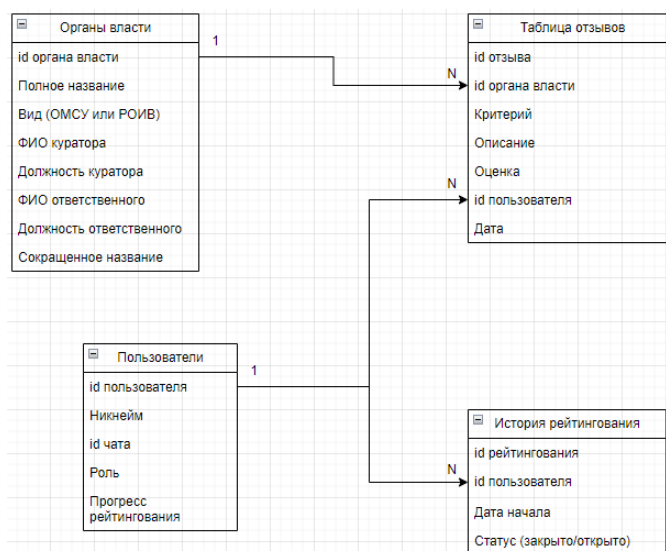 Органы власти
id органа власти
Полное название
Вид (ОМСУ или РОИВ)
ФИО куратора
Должность куратора
ФИО ответственного
Должность ответственного
Сокращенное название
1
N
Таблица отзывов
id отзыва
id органа власти
Критерий
Описание
Оценка
id пользователя
Дата
N
Пользователи
id пользователя
Никнейм
id чата
Роль
Прогресс
рейтингования
1
N
История рейтингования
id рейтингования
id пользователя
Дата начала
Статус (закрыто/открыто)